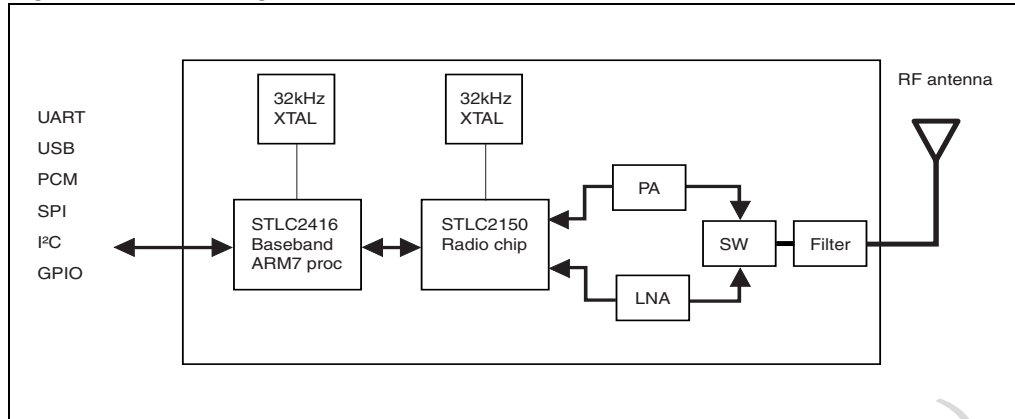 UART
USB
PCM
SPI
I²C
GPIO
32kHz
XTAL
32kHz
XTAL
STLC2416
Baseband
ARM7 proc
STLC2150
Radio chip
PA
LNA
SW
Filter
RF antenna